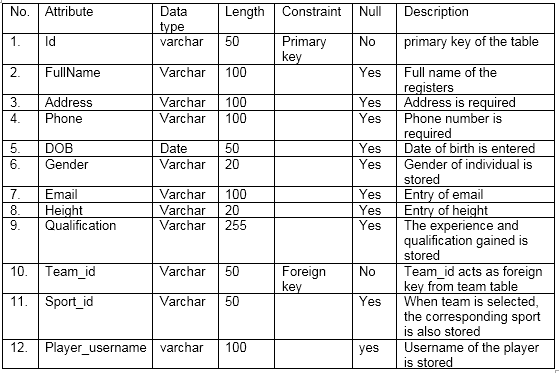 No. Attribute Data type Length Constraint Null Description
1. Id varchar 50 Primary key No primary key of the table
2. FullName Varchar 100 Yes Full name of the registers
3. Address Varchar 100 Yes Address is required
4. Phone Varchar 100 Yes Phone number is required
5. DOB Date 50 Yes Date of birth is entered
6. Gender Varchar 20 Yes Gender of individual is stored
7. Email Varchar 100 Yes Entry of email
8. Height Varchar 20 Yes Entry of height
9. Qualification Varchar 255 Yes The experience and qualification gained is stored
10. Team_id Varchar 50 Foreign key No Team_id acts as foreign key from team table
11. Sport_id Varchar 50 Yes When team is selected, the corresponding sport is also stored
12. Player_username varchar 100 yes Username of the player is stored